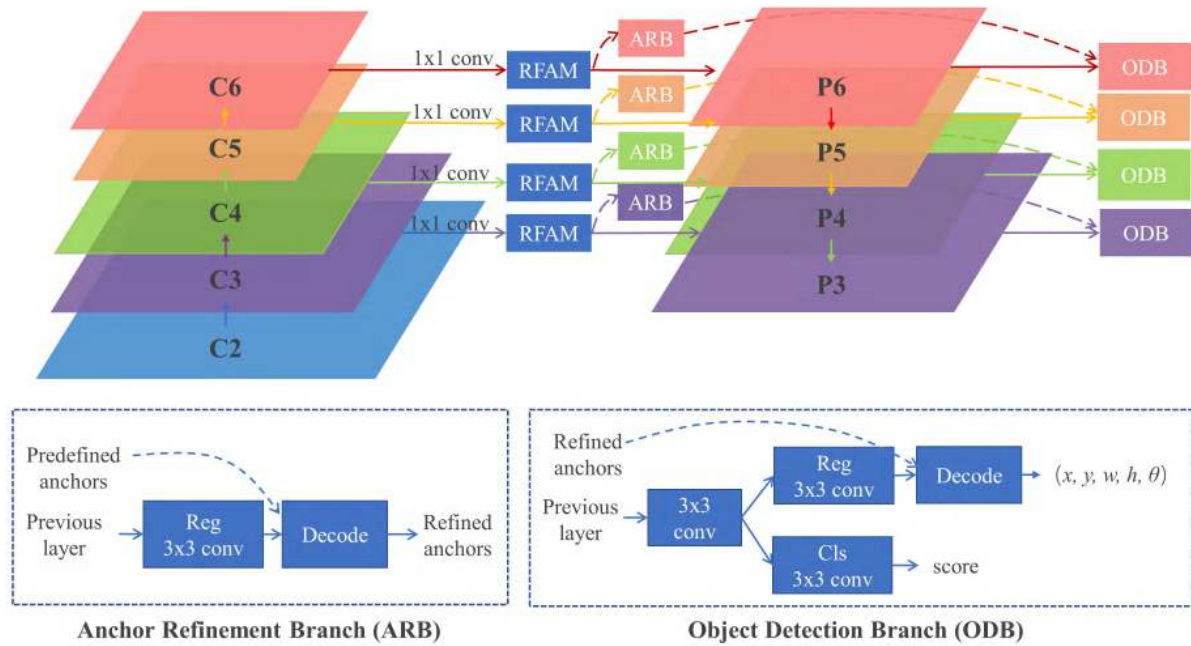 ARB
1x1 conv
RFAM
ODB
C6
P6
ARB
1x1 conv
RFAM
ODB
C5
P5
ARB
1x1 conv
RFAM
ODB
C4
P4
ARB
1x1 conv
RFAM
ODB
C3
P3
C2
Predefined
anchors
Previous
layer
Reg
3x3 conv
Decode
Refined
anchors
Anchor Refinement Branch (ARB)
Refined
anchors
Previous
layer
3x3
conv
Reg
3x3 conv
Decode
(x, y, w, h, θ)
Cls
3x3 conv
score
Object Detection Branch (ODB)